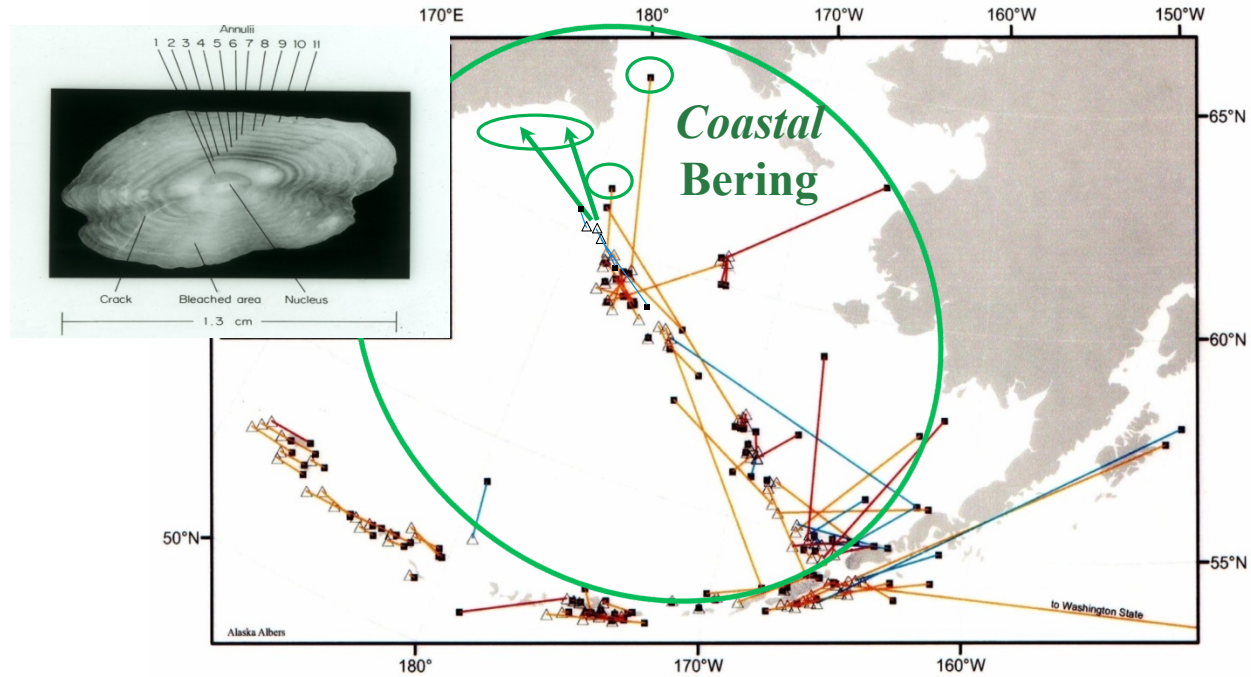 170°E 180° 170°W 160°W 150°W
Annulii
1 2 3 4 5 6 7 8 9 10 11
Crack Bleached area Nucleus
1.3 cm
Coastal
Bering
65°N
60°N
50°N
55°N
to Washington State
Alaska Albers
180° 170°W 160°W